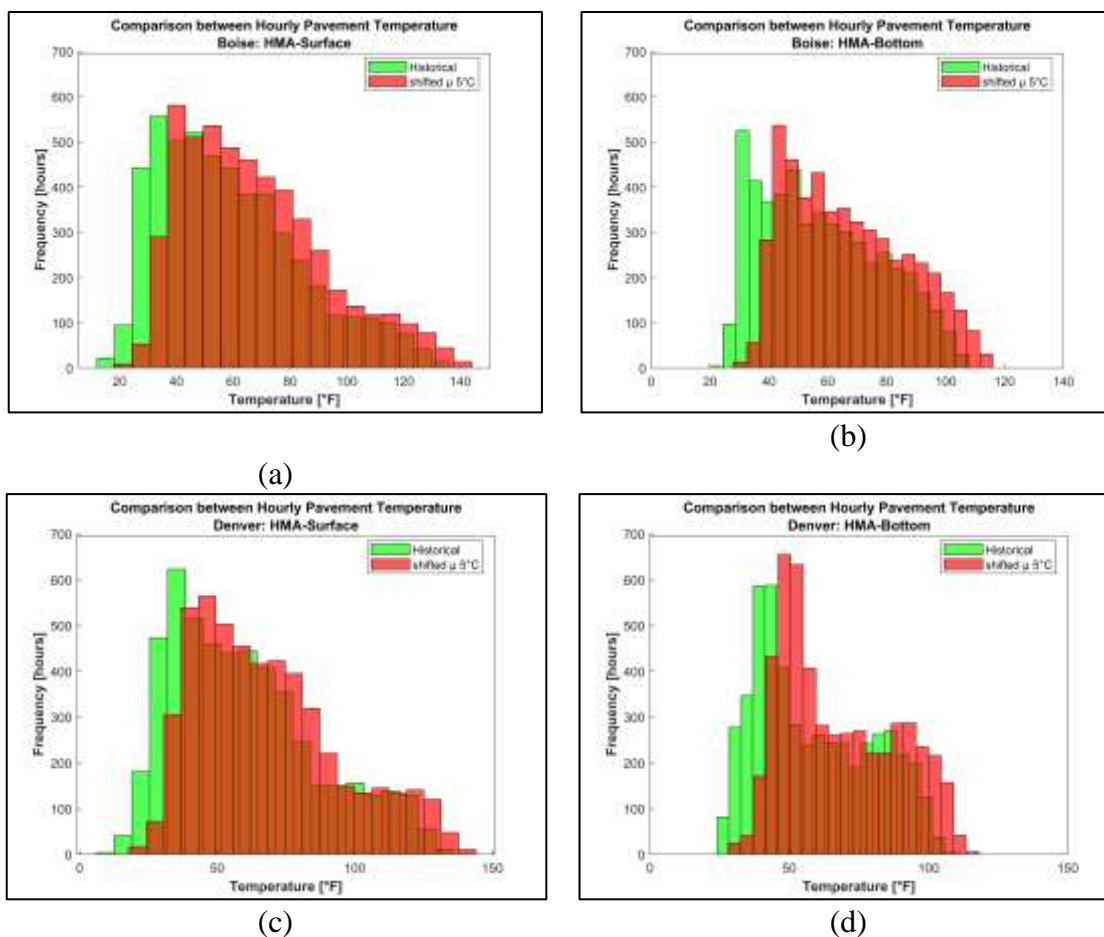 Comparison between Hourly Pavement Temperature
Boise: HMA-Surface
700
600
500
400
300
200
100
0
Frequency [hours]
Historical
shifted μ 5°C
20 40 60 80 100 120 140
Temperature [°F]
(a)
Comparison between Hourly Pavement Temperature
Boise: HMA-Bottom
700
600
500
400
300
200
100
0
Frequency [hours]
Historical
shifted μ 5°C
0 20 40 60 80 100 120 140
Temperature [°F]
(b)
Comparison between Hourly Pavement Temperature
Denver: HMA-Surface
700
600
500
400
300
200
100
0
Frequency [hours]
Historical
shifted μ 5°C
0 50 100 150
Temperature [°F]
(c)
Comparison between Hourly Pavement Temperature
Denver: HMA-Bottom
700
600
500
400
300
200
100
0
Frequency [hours]
Historical
shifted μ 5°C
0 50 100 150
Temperature [°F]
(d)